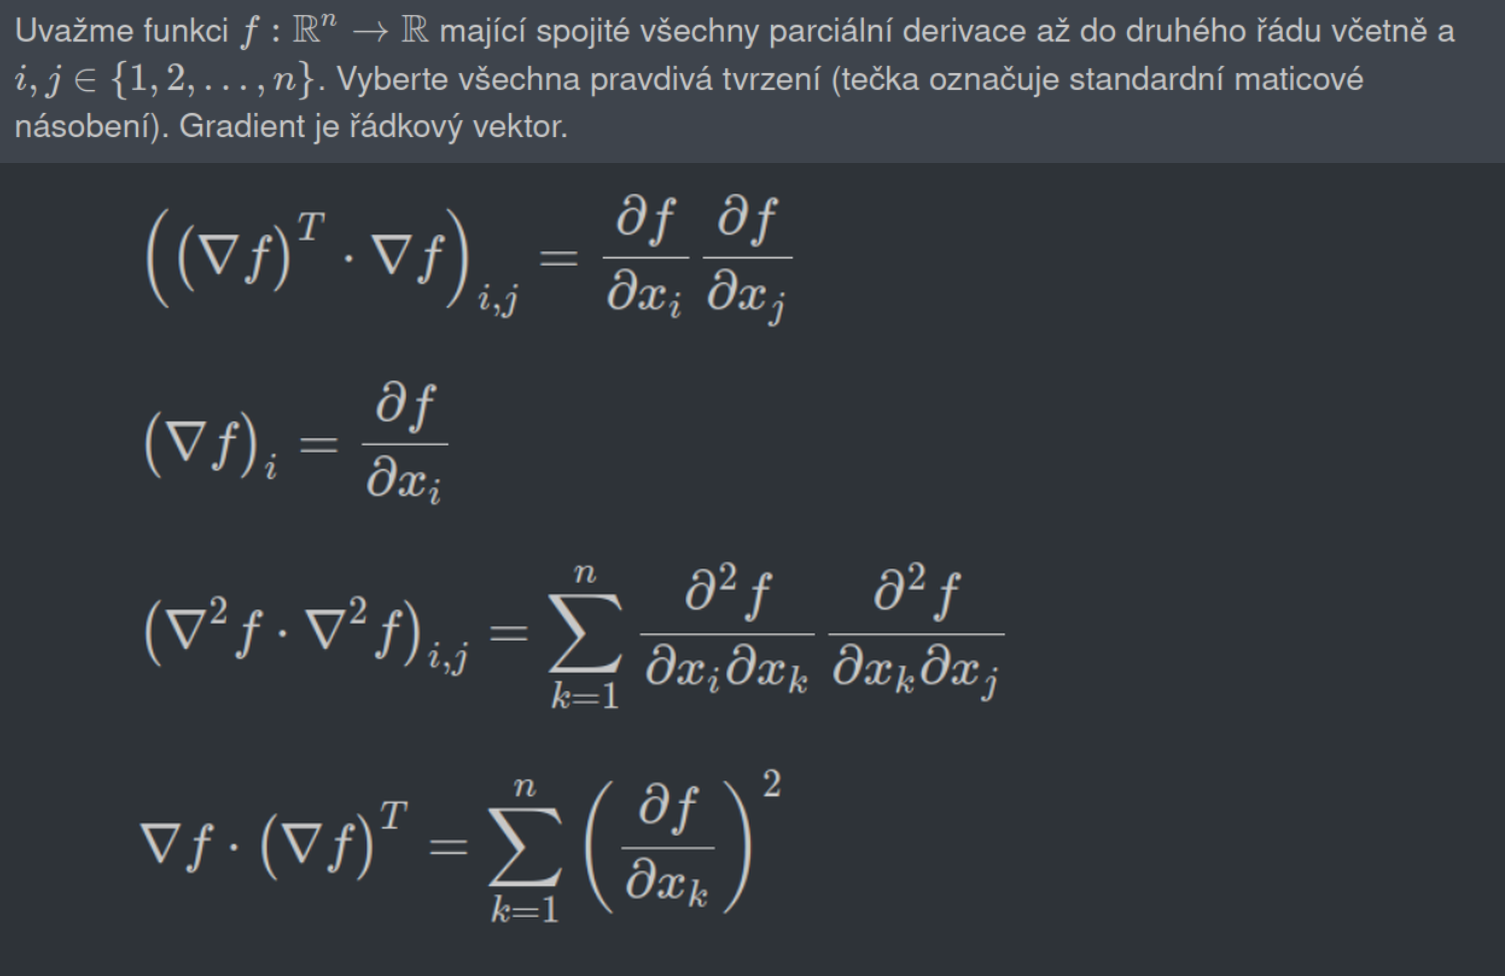 Uvažme funkci $f : \mathbb{R}^n \to \mathbb{R}$ mající spojité všechny parciální derivace až do druhého řádu včetně a
$i, j \in \{1, 2, \ldots, n\}$. Vyberte všechna pravdivá tvrzení (tečka označuje standardní maticové
násobení). Gradient je řádkový vektor.
$\left( (\nabla f)^T \cdot \nabla f \right)_{i,j} = \frac{\partial f}{\partial x_i} \frac{\partial f}{\partial x_j}$
$(\nabla f)_i = \frac{\partial f}{\partial x_i}$
$(\nabla^2 f \cdot \nabla^2 f)_{i,j} = \sum_{k=1}^{n} \frac{\partial^2 f}{\partial x_i \partial x_k} \frac{\partial^2 f}{\partial x_k \partial x_j}$
$\nabla f \cdot (\nabla f)^T = \sum_{k=1}^{n} \left( \frac{\partial f}{\partial x_k} \right)^2$